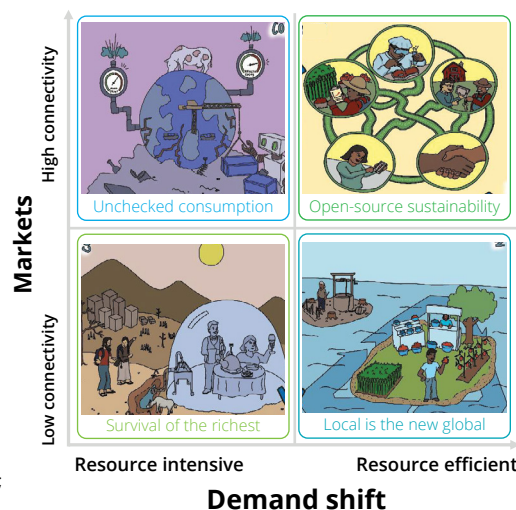 High connectivity
Unchecked consumption
Open-source sustainability
Markets
Low connectivity
Survival of the richest
Local is the new global
Resource intensive
Resource efficient
Demand shift